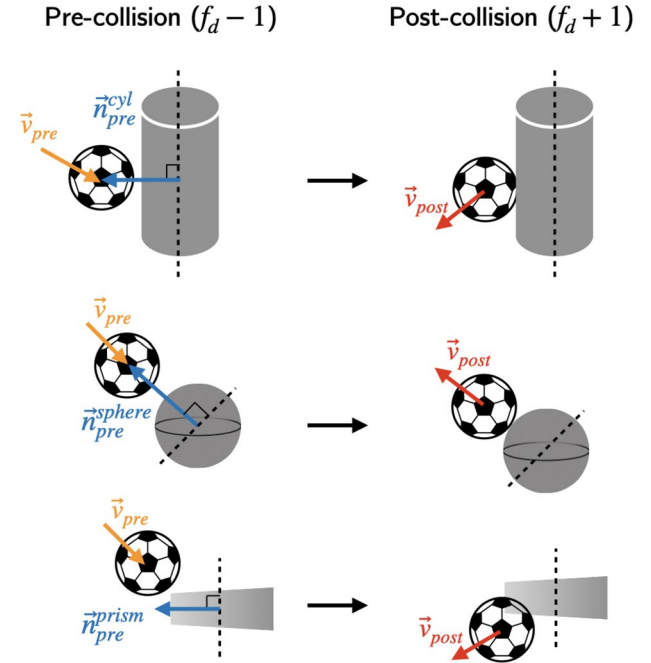 Pre-collision (f_d − 1) Post-collision (f_d + 1)
n⃗_pre^cyl
v⃗_pre
v⃗_post
v⃗_pre
v⃗_post
n⃗_pre^sphere
v⃗_pre
n⃗_pre^prism
v⃗_post